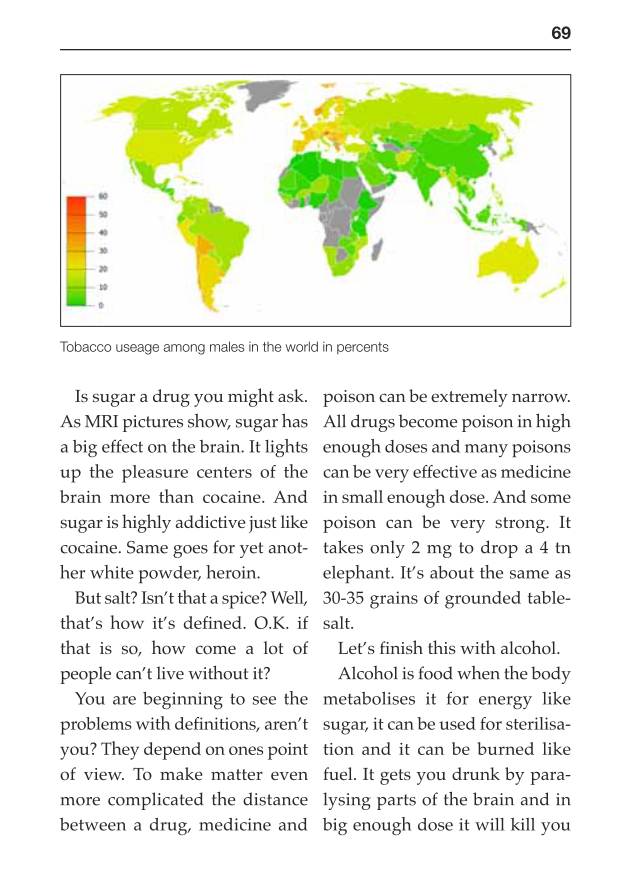 69
60
50
40
30
20
10
0
Tobacco useage among males in the world in percents
Is sugar a drug you might ask.
As MRI pictures show, sugar has
a big effect on the brain. It lights
up the pleasure centers of the
brain more than cocaine. And
sugar is highly addictive just like
cocaine. Same goes for yet anot-
her white powder, heroin.
But salt? Isn't that a spice? Well,
that's how it's defined. O.K. if
that is so, how come a lot of
people can't live without it?
You are beginning to see the
problems with definitions, aren't
you? They depend on ones point
of view. To make matter even
more complicated the distance
between a drug, medicine and
poison can be extremely narrow.
All drugs become poison in high
enough doses and many poisons
can be very effective as medicine
in small enough dose. And some
poison can be very strong. It
takes only 2 mg to drop a 4 tn
elephant. It's about the same as
30-35 grains of grounded table-
salt.
Let's finish this with alcohol.
Alcohol is food when the body
metabolises it for energy like
sugar, it can be used for sterilisa-
tion and it can be burned like
fuel. It gets you drunk by para-
lysing parts of the brain and in
big enough dose it will kill you